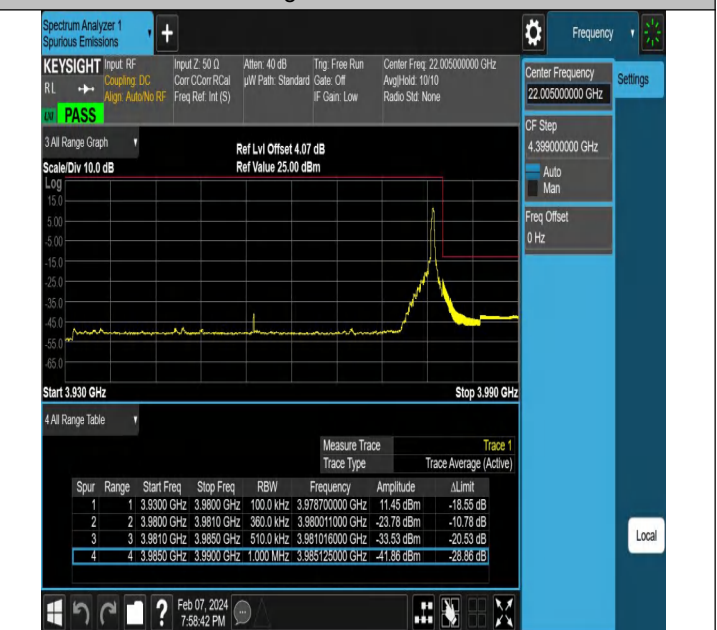 Spectrum Analyzer 1
Spurious Emissions
Frequency
KEYSIGHT
Input: RF
Coupling: DC
Align: Auto/No RF
Input Z: 50 Ω
Corr CCorr RCal
Freq Ref: Int (S)
Atten: 40 dB
µW Path: Standard
Trig: Free Run
Gate: Off
IF Gain: Low
Center Freq: 22.005000000 GHz
Avg|Hold: 10/10
Radio Std: None
RL
LXI
PASS
Center Frequency
22.005000000 GHz
Settings
CF Step
4.399000000 GHz
Auto
Man
Freq Offset
0 Hz
3 All Range Graph
Ref Lvl Offset 4.07 dB
Scale/Div 10.0 dB
Ref Value 25.00 dBm
Log
15.0
5.00
-5.00
-15.0
-25.0
-35.0
-45.0
-55.0
-65.0
Start 3.930 GHz
Stop 3.990 GHz
4 All Range Table
Measure Trace Trace 1
Trace Type Trace Average (Active)
Spur Range Start Freq Stop Freq RBW Frequency Amplitude ΔLimit
1 1 3.9300 GHz 3.9800 GHz 100.0 kHz 3.978700000 GHz 11.45 dBm -18.55 dB
2 2 3.9800 GHz 3.9810 GHz 360.0 kHz 3.980011000 GHz -23.78 dBm -10.78 dB
3 3 3.9810 GHz 3.9850 GHz 510.0 kHz 3.981016000 GHz -33.53 dBm -20.53 dB
4 4 3.9850 GHz 3.9900 GHz 1.000 MHz 3.985125000 GHz -41.86 dBm -28.86 dB
Local
Feb 07, 2024
7:58:42 PM